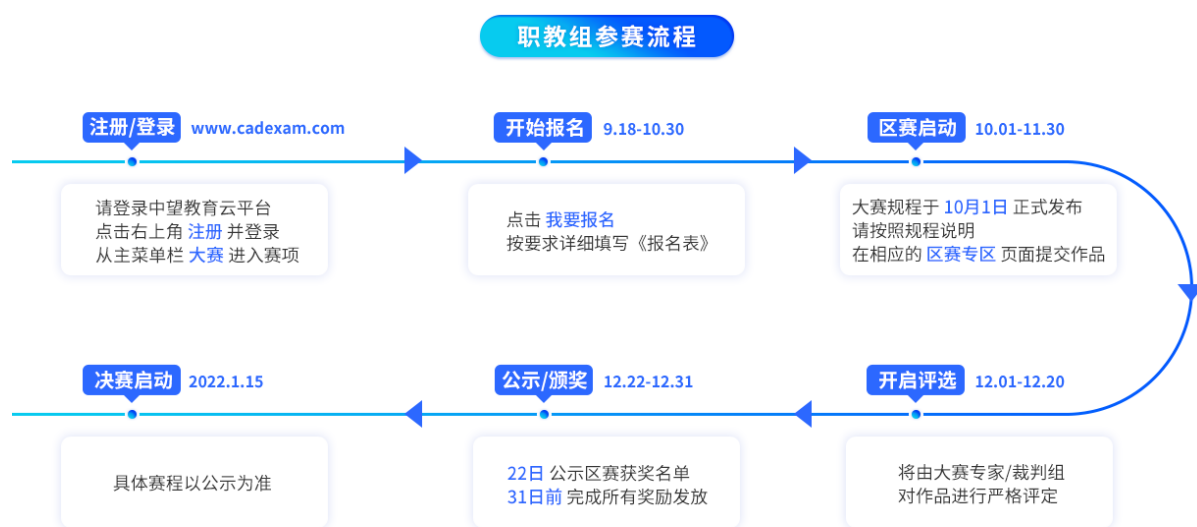 职教组参赛流程
注册/登录 www.cadexam.com
请登录中望教育云平台
点击右上角 注册 并登录
从主菜单栏 大赛 进入赛项
开始报名 9.18-10.30
点击 我要报名
按要求详细填写《报名表》
区赛启动 10.01-11.30
大赛规程于 10月1日 正式发布
请按照规程说明
在相应的 区赛专区 页面提交作品
开启评选 12.01-12.20
将由大赛专家/裁判组
对作品进行严格评定
公示/颁奖 12.22-12.31
22日 公示区赛获奖名单
31日前 完成所有奖励发放
决赛启动 2022.1.15
具体赛程以公示为准